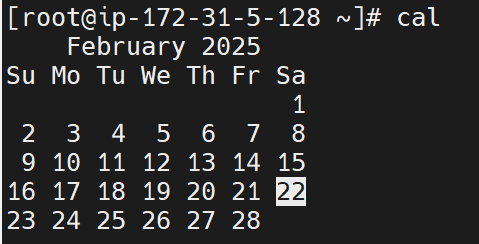 [root@ip-172-31-5-128 ~]# cal
    February 2025
Su Mo Tu We Th Fr Sa
                   1
 2  3  4  5  6  7  8
 9 10 11 12 13 14 15
16 17 18 19 20 21 22
23 24 25 26 27 28